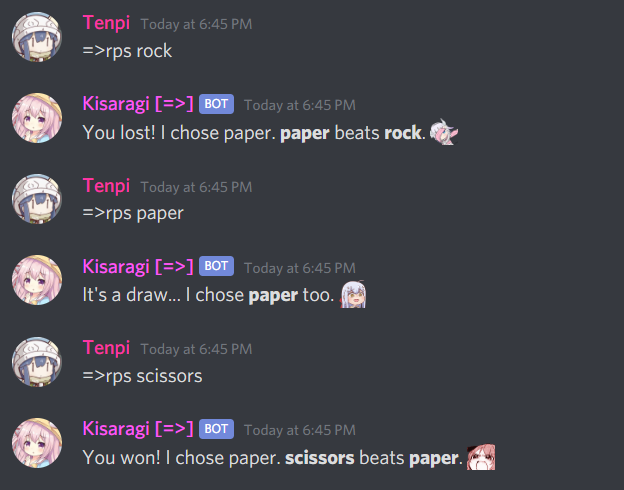 Tenpi Today at 6:45 PM
=>rps rock
Kisaragi [=>] BOT Today at 6:45 PM
You lost! I chose paper. paper beats rock.
Tenpi Today at 6:45 PM
=>rps paper
Kisaragi [=>] BOT Today at 6:45 PM
It's a draw... I chose paper too.
Tenpi Today at 6:45 PM
=>rps scissors
Kisaragi [=>] BOT Today at 6:45 PM
You won! I chose paper. scissors beats paper.